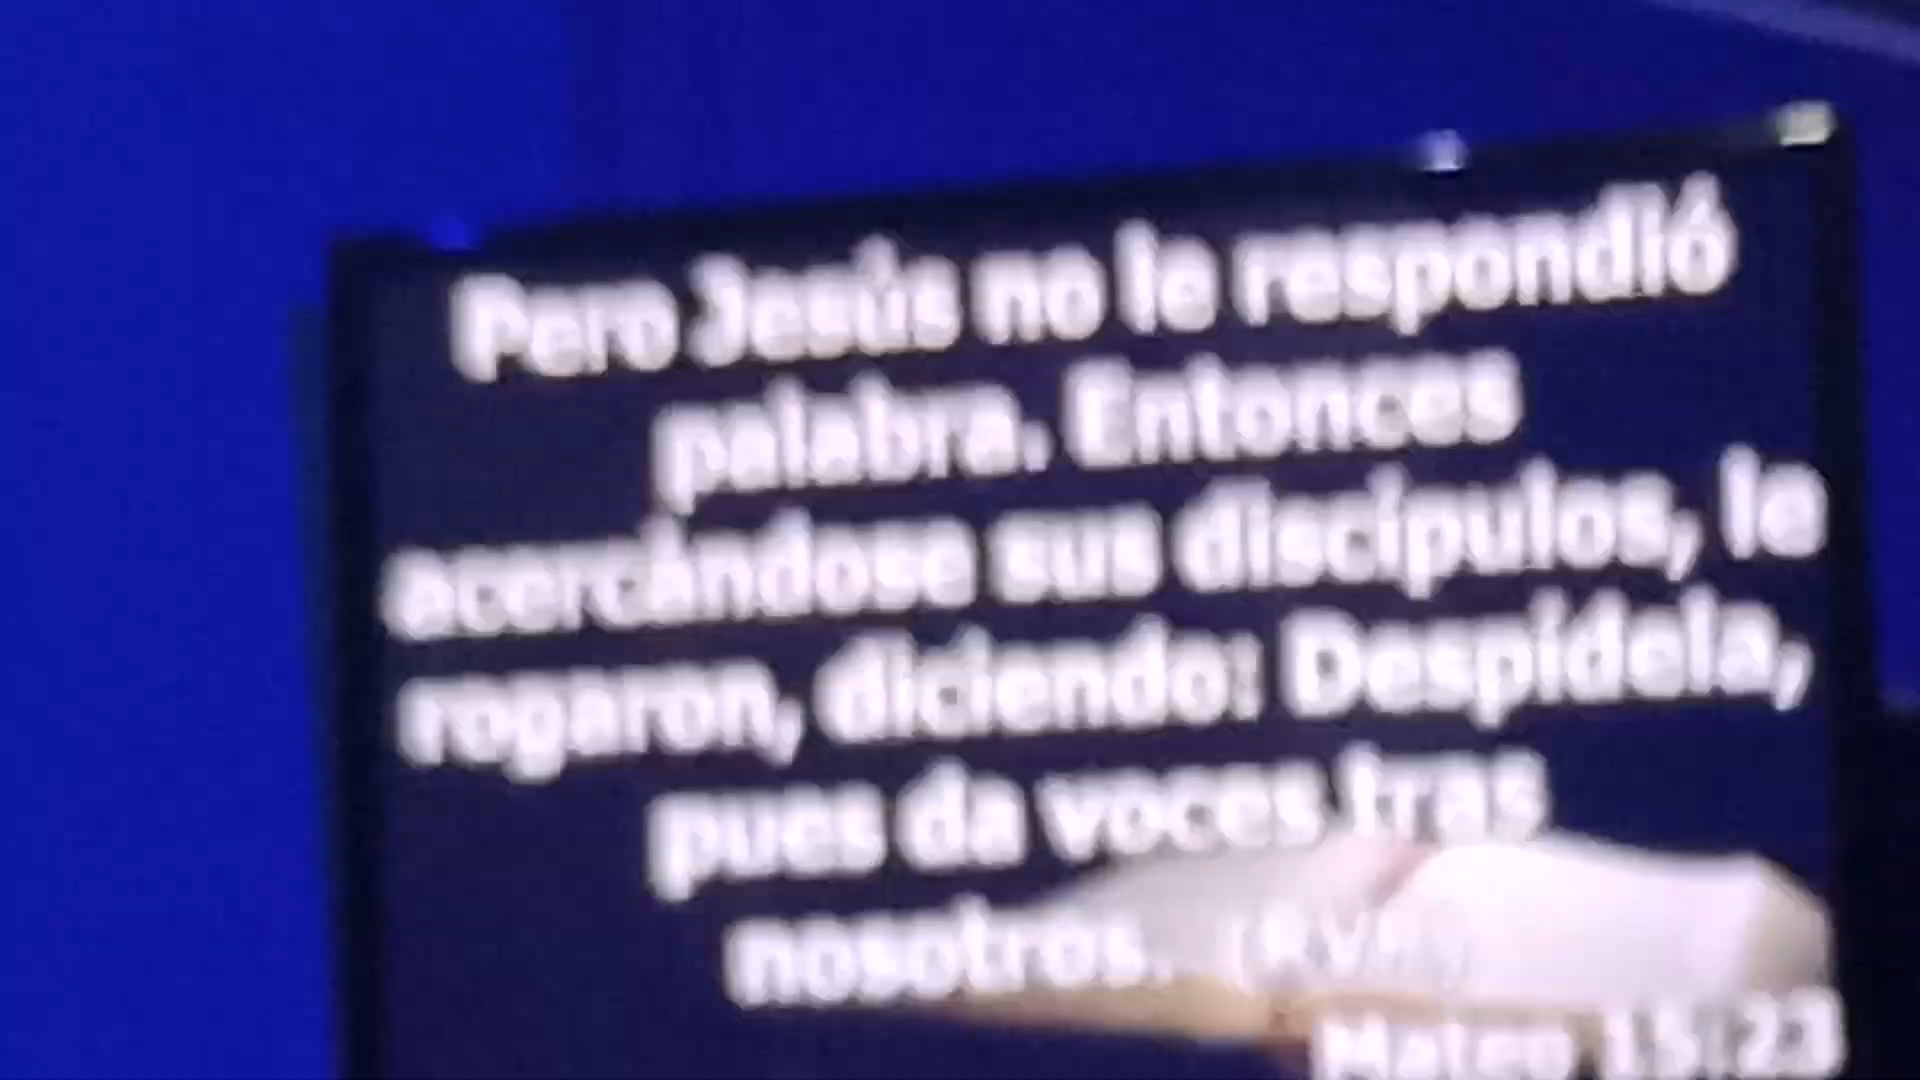 Pero Jesús no le respondió
palabra. Entonces
acercándose sus discípulos, le
rogaron, diciendo: Despídela,
pues da voces tras
nosotros.
Mateo 15:23